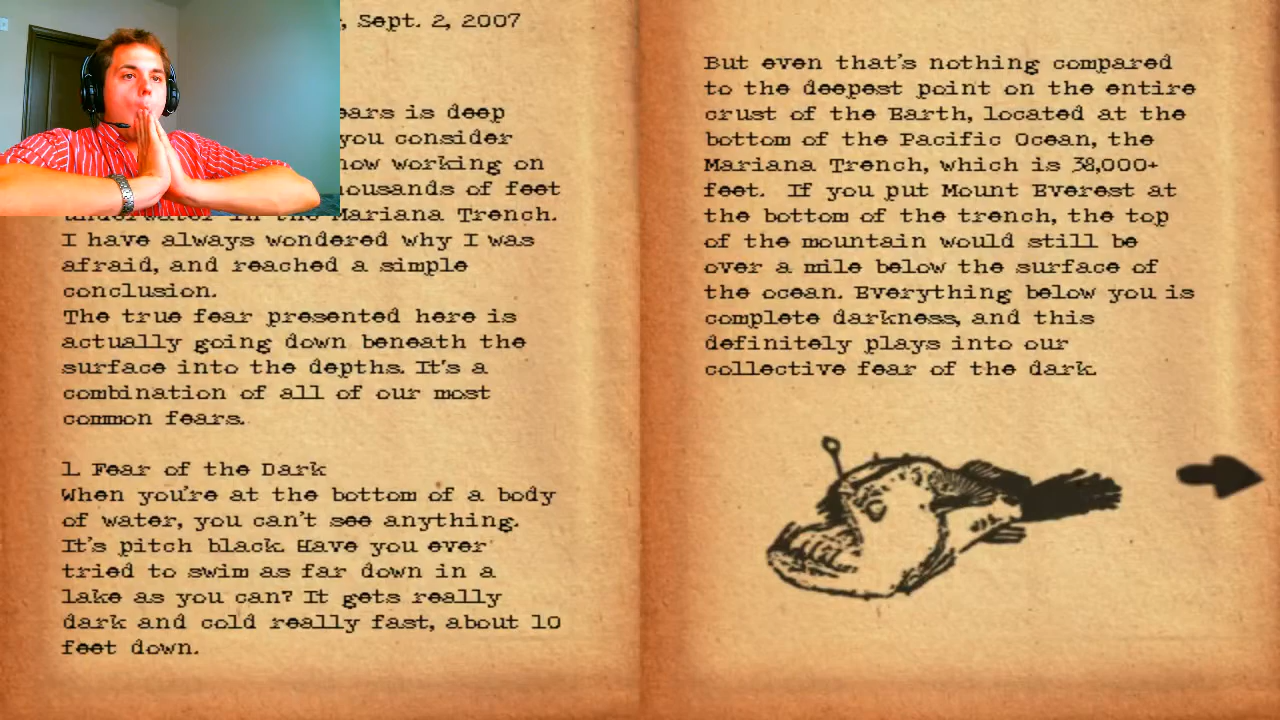 , Sept. 2, 2007
ears is deep
you consider
now working on
housands of feet
underwater in the Mariana Trench.
I have always wondered why I was
afraid, and reached a simple
conclusion.
The true fear presented here is
actually going down beneath the
surface into the depths. It's a
combination of all of our most
common fears.
1. Fear of the Dark
When you're at the bottom of a body
of water, you can't see anything.
It's pitch black. Have you ever
tried to swim as far down in a
lake as you can? It gets really
dark and cold really fast, about 10
feet down.
But even that's nothing compared
to the deepest point on the entire
crust of the Earth, located at the
bottom of the Pacific Ocean, the
Mariana Trench, which is 38,000+
feet. If you put Mount Everest at
the bottom of the trench, the top
of the mountain would still be
over a mile below the surface of
the ocean. Everything below you is
complete darkness, and this
definitely plays into our
collective fear of the dark.